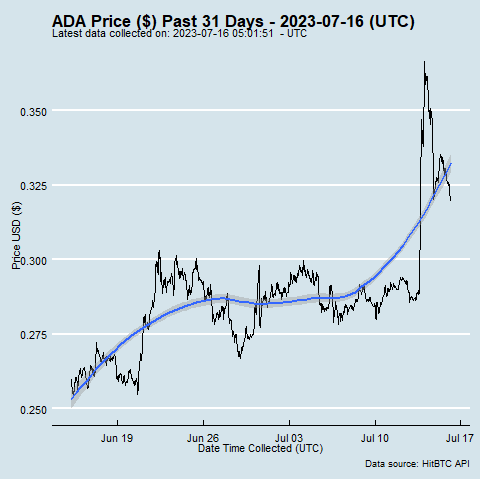 ADA Price ($) Past 31 Days - 2023-07-16 (UTC)
Latest data collected on: 2023-07-16 05:01:51  - UTC
0.350
0.325
0.300
0.275
0.250
Price USD ($)
Jun 19
Jun 26
Jul 03
Jul 10
Jul 17
Date Time Collected (UTC)
Data source: HitBTC API